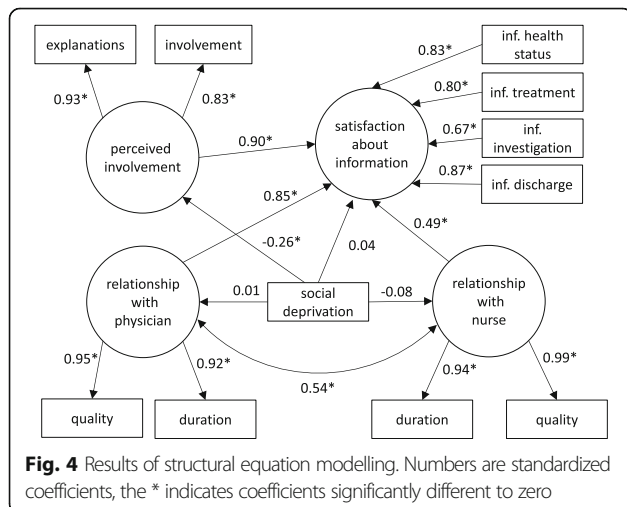 explanations
involvement
inf. health
status
0.83*
0.93*
0.83*
0.80*
inf. treatment
perceived
involvement
0.90*
satisfaction
about
information
0.67*
inf.
investigation
0.87*
inf. discharge
0.85*
-0.26*
0.04
0.49*
relationship
with
physician
0.01
social
deprivation
-0.08
relationship
with
nurse
0.95*
0.92*
0.54*
0.94*
0.99*
quality
duration
duration
quality
Fig. 4 Results of structural equation modelling. Numbers are standardized
coefficients, the * indicates coefficients significantly different to zero